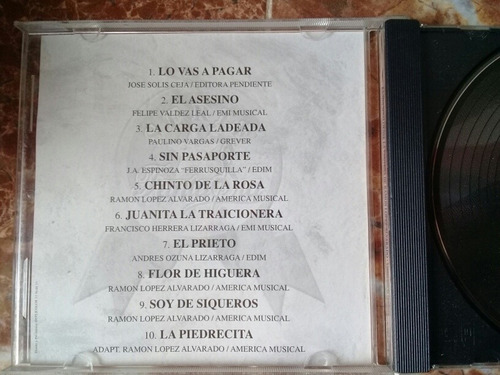 1. LO VAS A PAGAR
JOSE SOLIS CEJA / EDITORA PENDIENTE
2. EL ASESINO
FELIPE VALDEZ LEAL / EMI MUSICAL
3. LA CARGA LADEADA
PAULINO VARGAS / GREVER
4. SIN PASAPORTE
J.A. ESPINOZA "FERRUSQUILLA" / EDIM
5. CHINTO DE LA ROSA
RAMON LOPEZ ALVARADO / AMERICA MUSICAL
6. JUANITA LA TRAICIONERA
FRANCISCO HERRERA LIZARRAGA / EMI MUSICAL
7. EL PRIETO
ANDRES OZUNA LIZARRAGA / EDIM
8. FLOR DE HIGUERA
RAMON LOPEZ ALVARADO / AMERICA MUSICAL
9. SOY DE SIQUEROS
RAMON LOPEZ ALVARADO / AMERICA MUSICAL
10. LA PIEDRECITA
ADAPT. RAMON LOPEZ ALVARADO / AMERICA MUSICAL